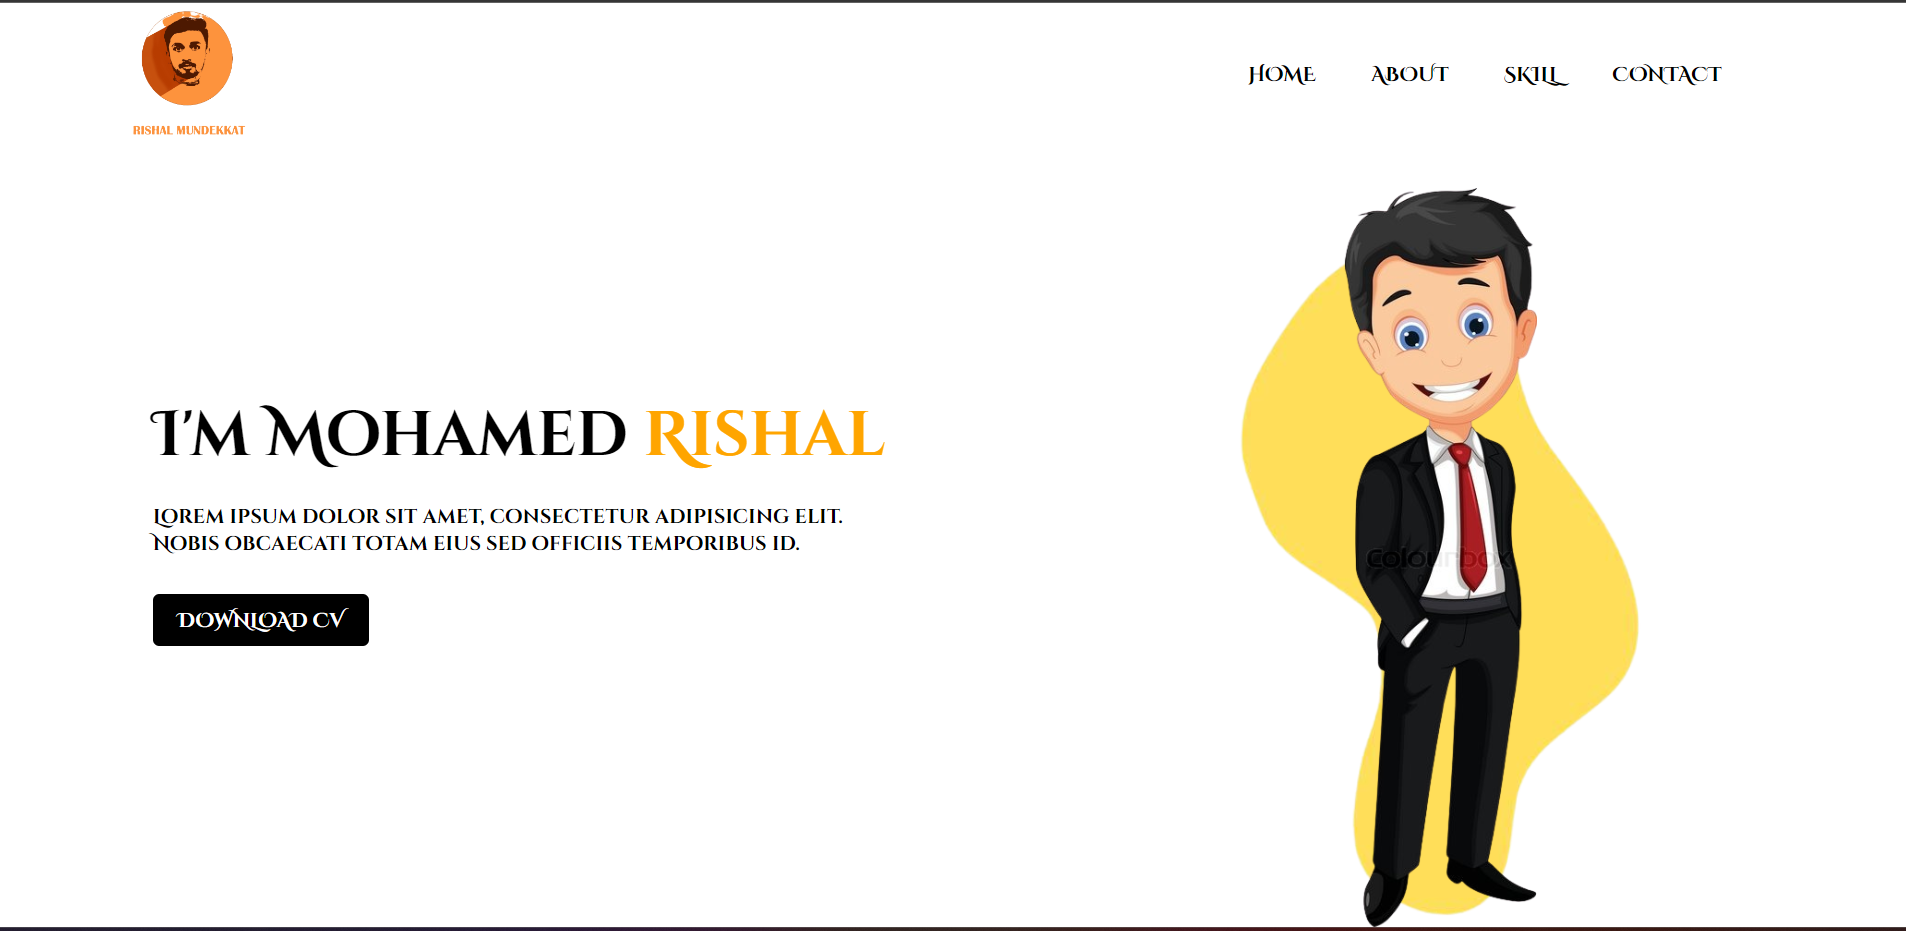 RISHAL MUNDEKKAT
HOME ABOUT SKILL CONTACT
I'M MOHAMED RISHAL
LOREM IPSUM DOLOR SIT AMET, CONSECTETUR ADIPISICING ELIT.
NOBIS OBCAECATI TOTAM EIUS SED OFFICIIS TEMPORIBUS ID.
Colourbox
DOWNLOAD CV